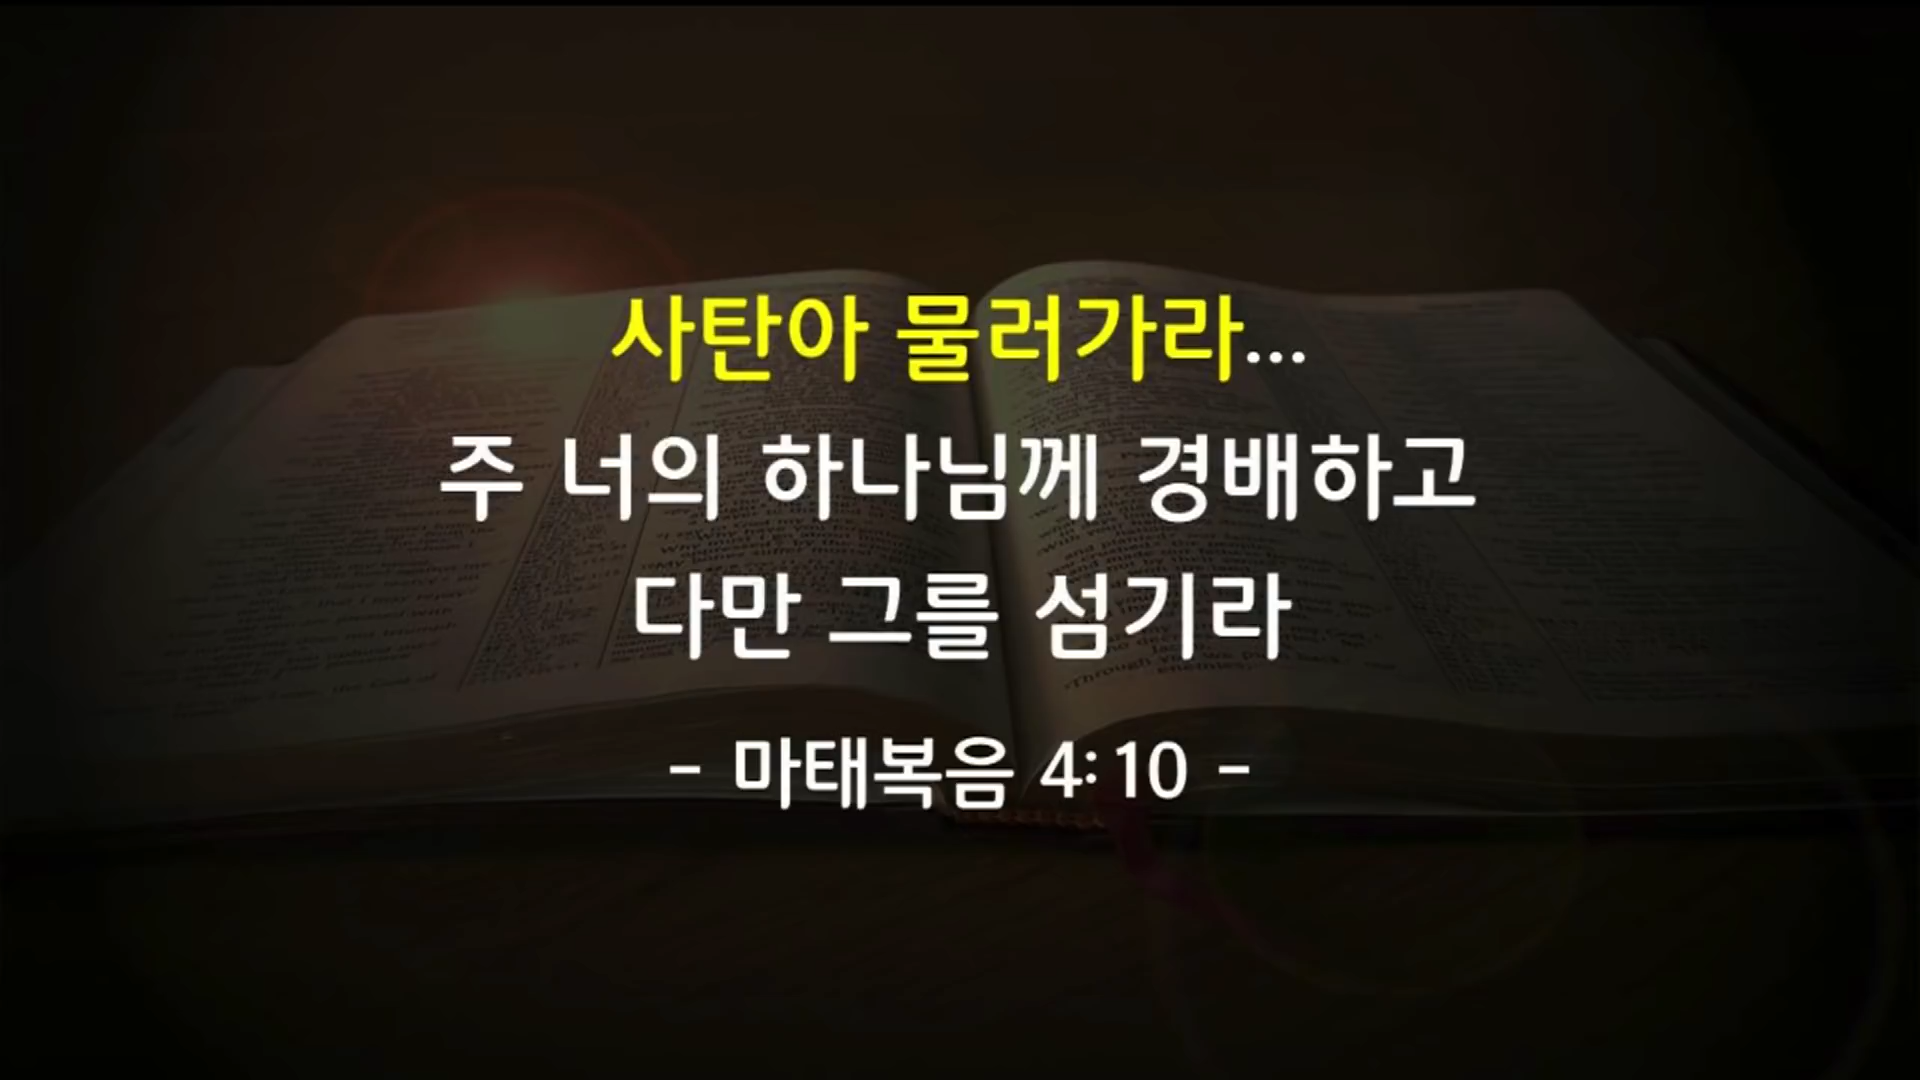 사탄아 물러가라...
주 너의 하나님께 경배하고
다만 그를 섬기라
- 마태복음 4:10 -